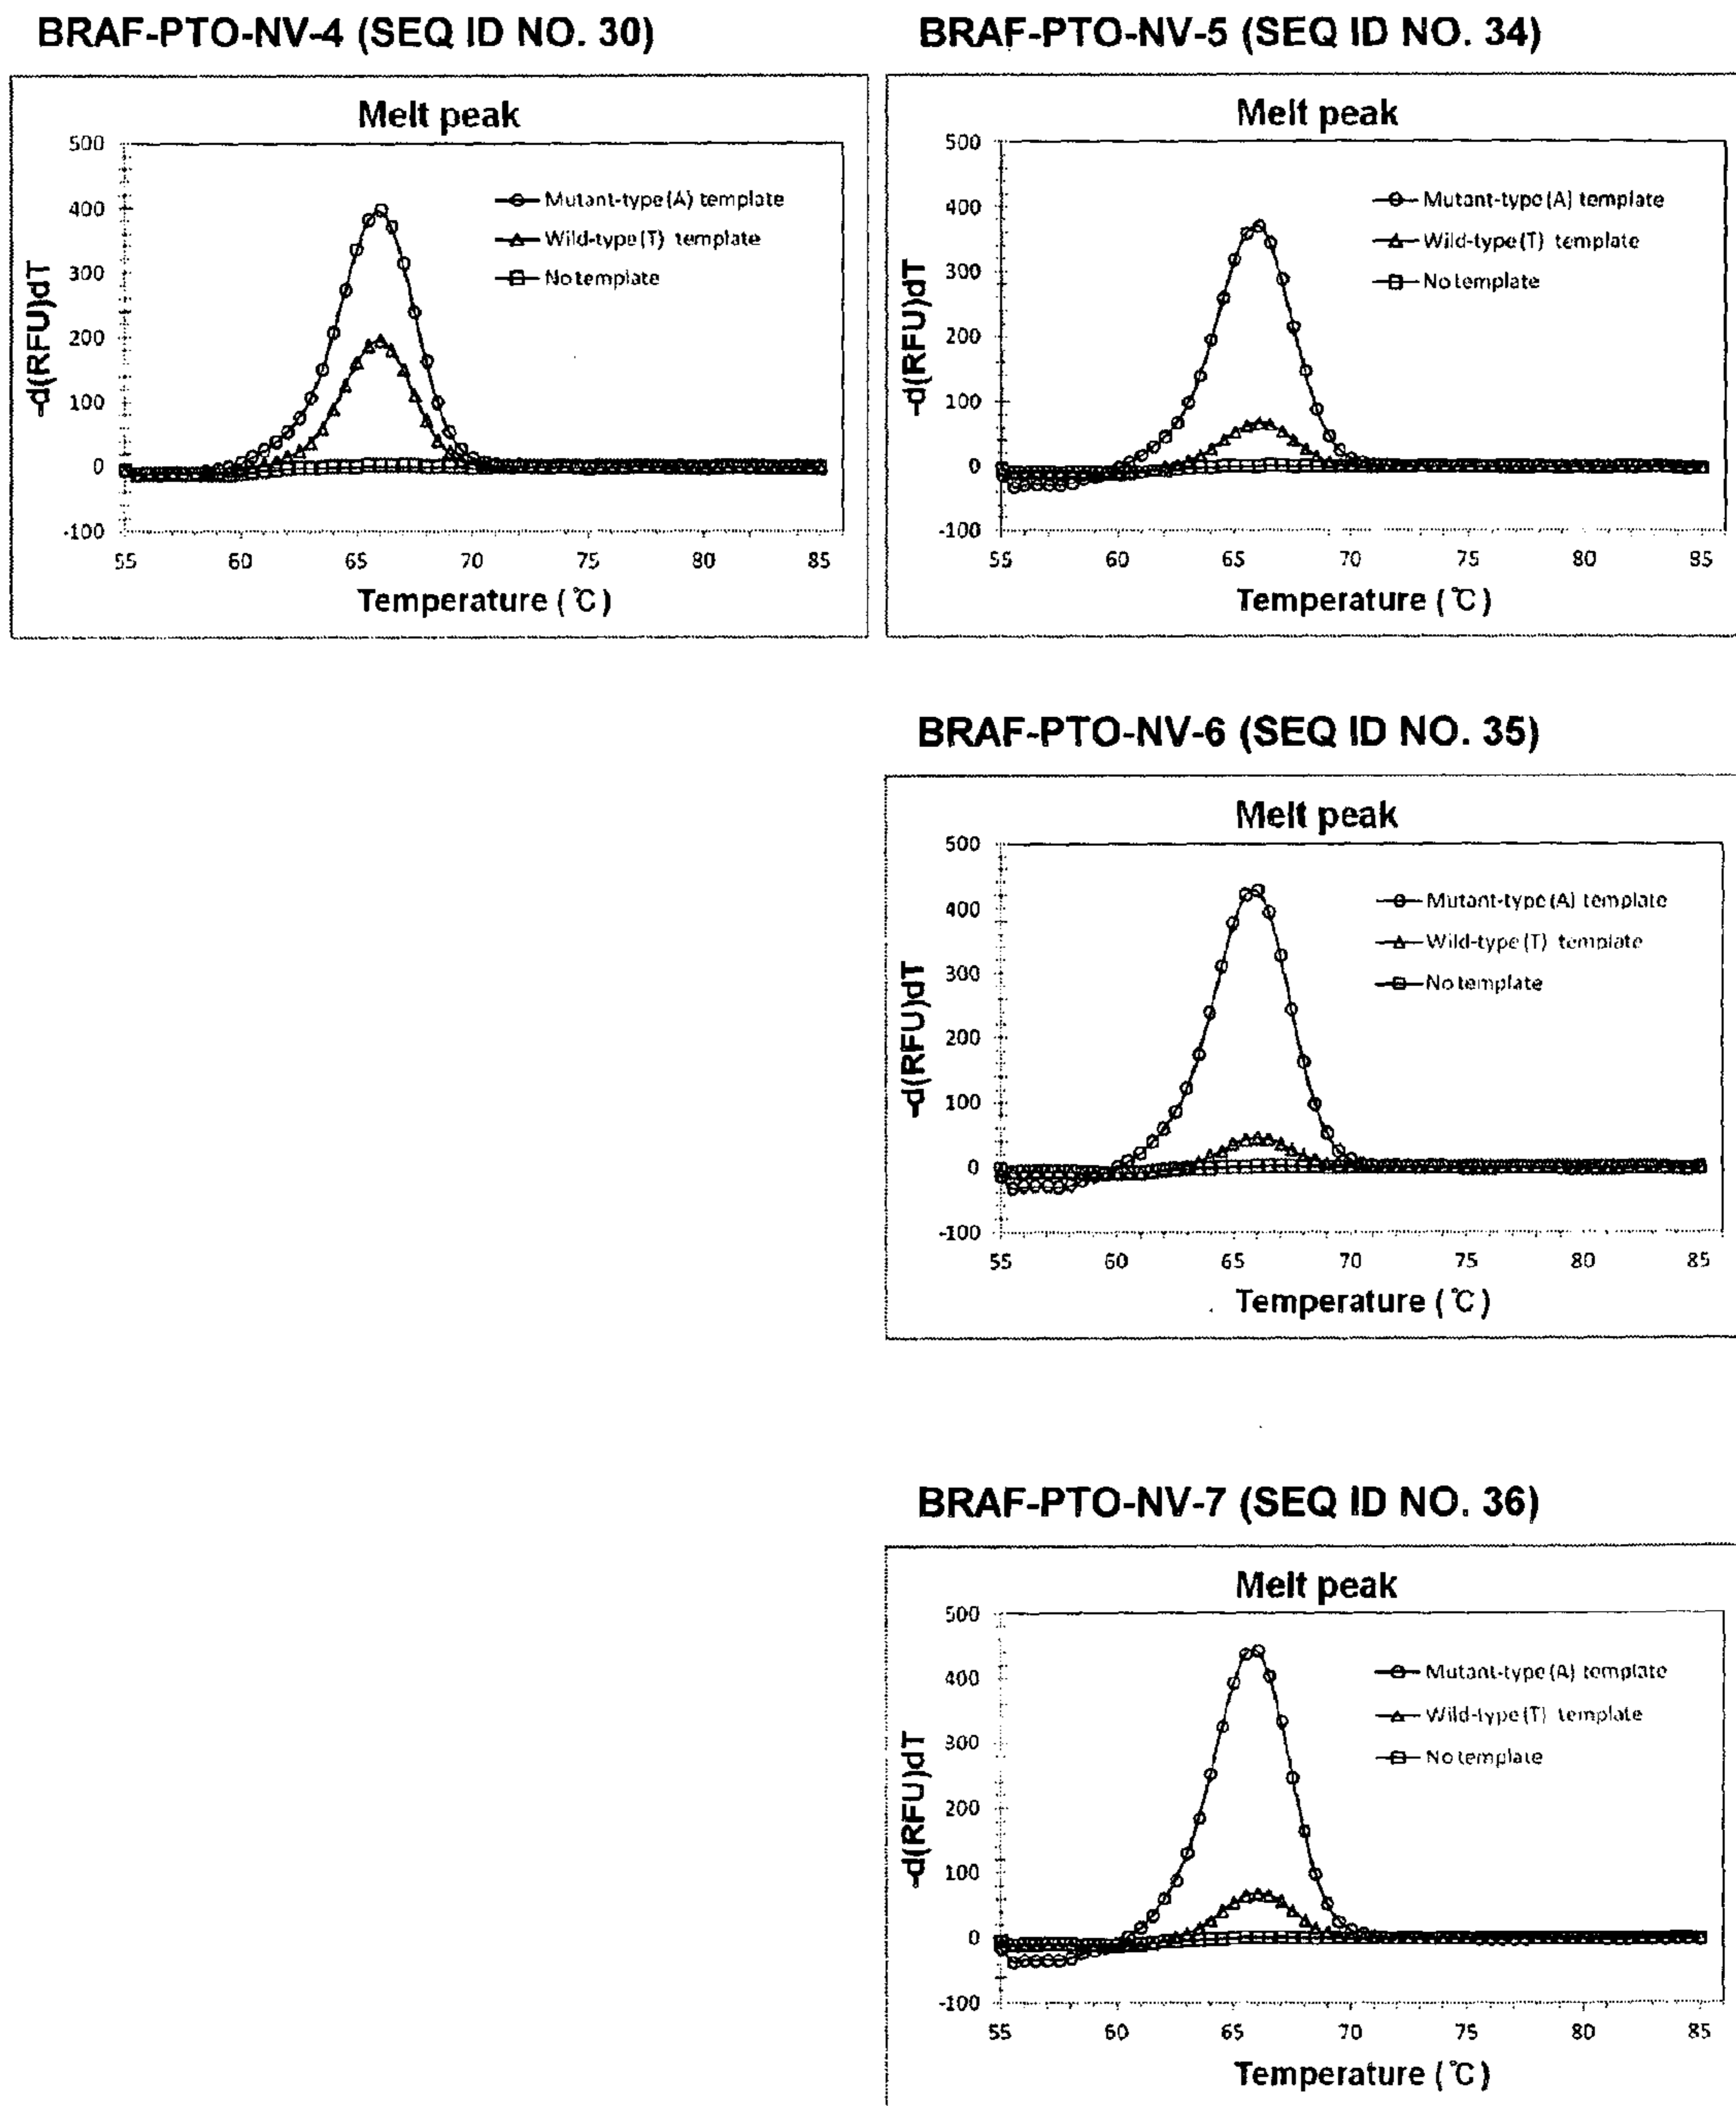 BRAF-PTO-NV-4 (SEQ ID NO. 30)
Melt peak
500
400
300
200
100
0
-100
-d(RFU)dT
Mutant-type (A) template
Wild-type (T) template
No template
55 60 65 70 75 80 85
Temperature (℃)
BRAF-PTO-NV-5 (SEQ ID NO. 34)
Melt peak
500
400
300
200
100
0
-100
-d(RFU)dT
Mutant-type (A) template
Wild-type (T) template
No template
55 60 65 70 75 80 85
Temperature (℃)
BRAF-PTO-NV-6 (SEQ ID NO. 35)
Melt peak
500
400
300
200
100
0
-100
-d(RFU)dT
Mutant-type (A) template
Wild-type (T) template
No template
55 60 65 70 75 80 85
Temperature (℃)
BRAF-PTO-NV-7 (SEQ ID NO. 36)
Melt peak
500
400
300
200
100
0
-100
-d(RFU)dT
Mutant-type (A) template
Wild-type (T) template
No template
55 60 65 70 75 80 85
Temperature (℃)